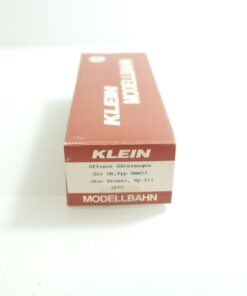 KLEIN
MODELLBAHN
KLEIN
Offener Güterwagen
der DB, Typ Omm52
ohne Bremse, Ep.III
MODELLBAHN